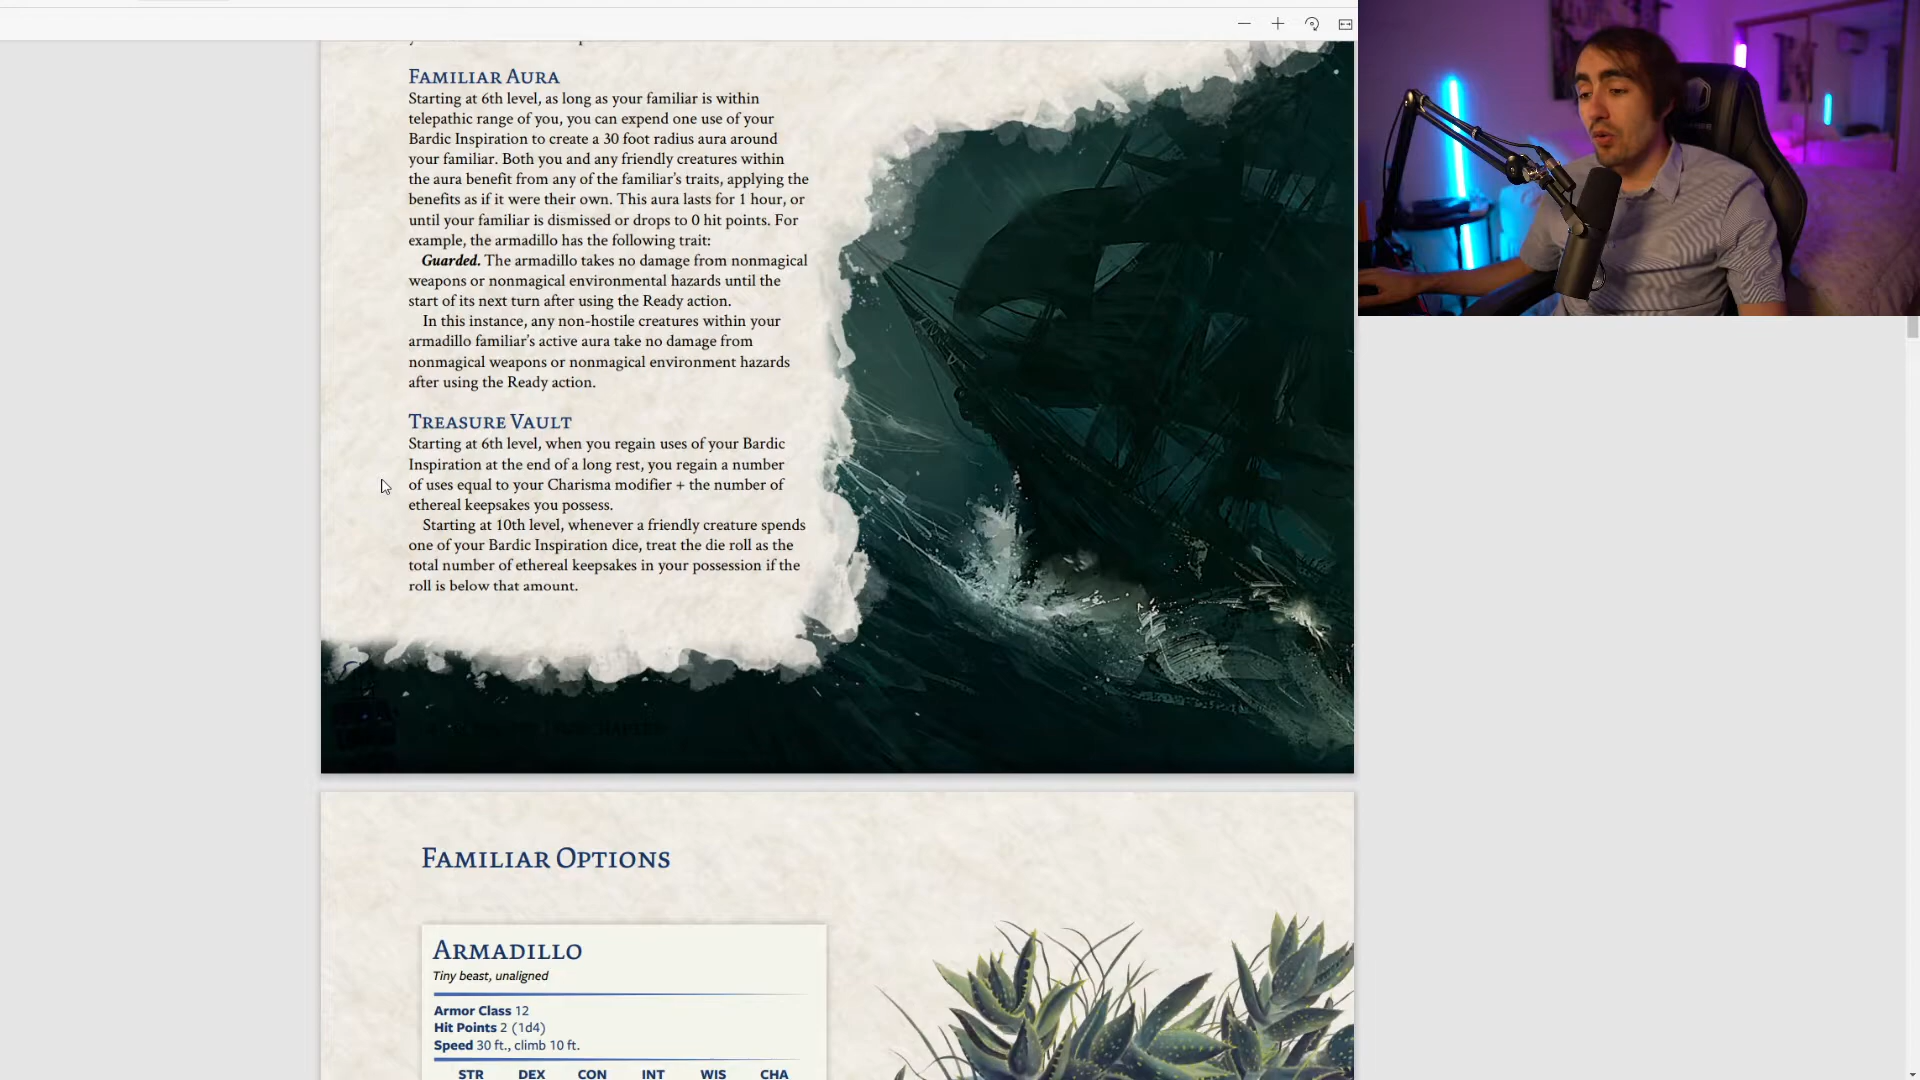 FAMILIAR AURA
Starting at 6th level, as long as your familiar is within
telepathic range of you, you can expend one use of your
Bardic Inspiration to create a 30 foot radius aura around
your familiar. Both you and any friendly creatures within
the aura benefit from any of the familiar's traits, applying the
benefits as if it were their own. This aura lasts for 1 hour, or
until your familiar is dismissed or drops to 0 hit points. For
example, the armadillo has the following trait:
Guarded. The armadillo takes no damage from nonmagical
weapons or nonmagical environmental hazards until the
start of its next turn after using the Ready action.
In this instance, any non-hostile creatures within your
armadillo familiar's active aura take no damage from
nonmagical weapons or nonmagical environment hazards
after using the Ready action.
TREASURE VAULT
Starting at 6th level, when you regain uses of your Bardic
Inspiration at the end of a long rest, you regain a number
of uses equal to your Charisma modifier + the number of
ethereal keepsakes you possess.
Starting at 10th level, whenever a friendly creature spends
one of your Bardic Inspiration dice, treat the die roll as the
total number of ethereal keepsakes in your possession if the
roll is below that amount.
FAMILIAR OPTIONS
ARMADILLO
Tiny beast, unaligned
Armor Class 12
Hit Points 2 (1d4)
Speed 30 ft., climb 10 ft.
STR DEX CON INT WIS CHA